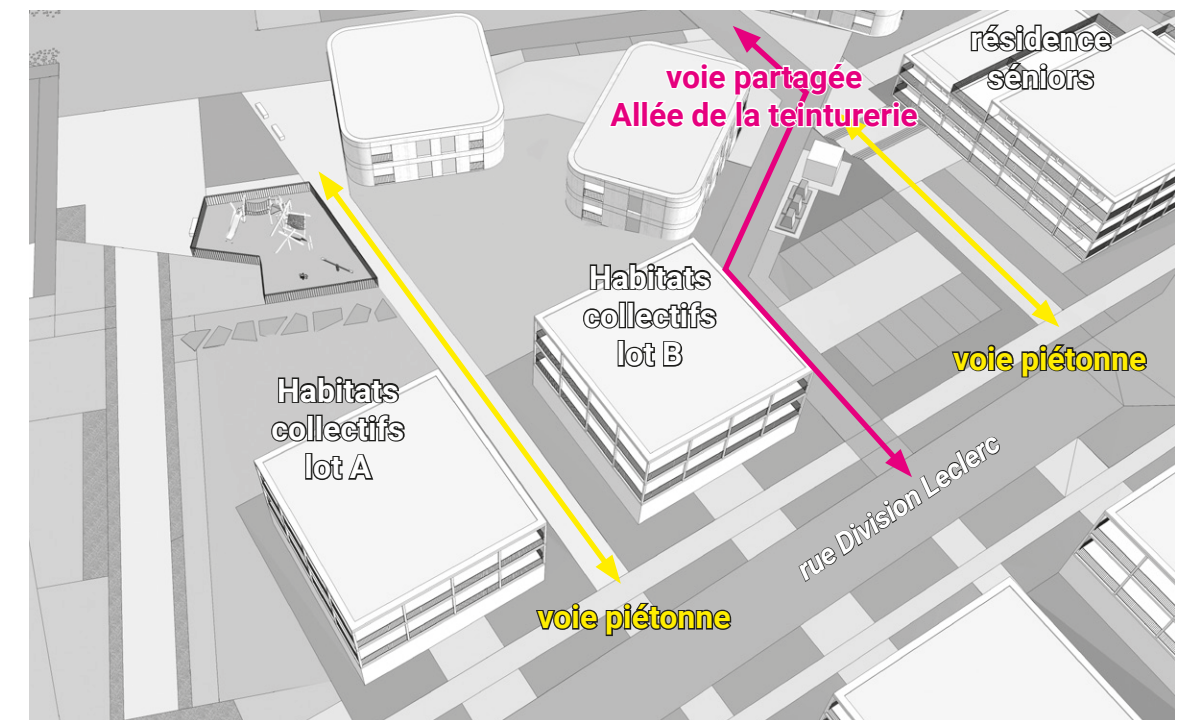 résidence
séniors
voie partagée
Allée de la teinturerie
Habitats
collectifs
lot B
voie piétonne
Habitats
collectifs
lot A
rue Division Leclerc
voie piétonne